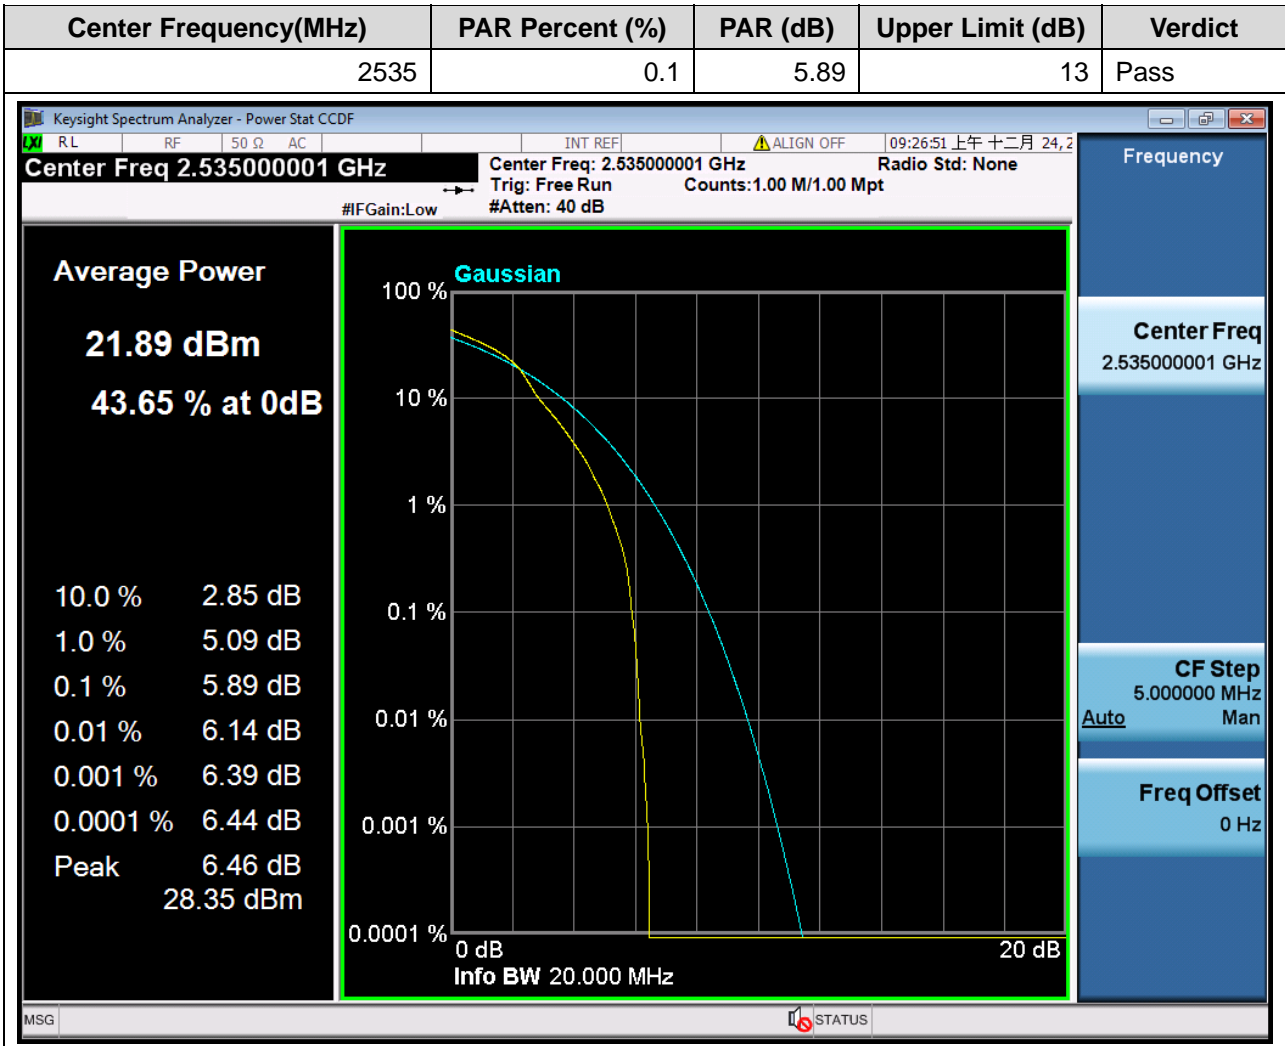 Center Frequency(MHz) PAR Percent (%) PAR (dB) Upper Limit (dB) Verdict
2535 0.1 5.89 13 Pass
Keysight Spectrum Analyzer - Power Stat CCDF
LXI RL RF 50 Ω AC INT REF ALIGN OFF 09:26:51 上午 十二月 24, 2
Center Freq 2.535000001 GHz
#IFGain:Low
Center Freq: 2.535000001 GHz Radio Std: None
Trig: Free Run Counts:1.00 M/1.00 Mpt
#Atten: 40 dB
Average Power
21.89 dBm
43.65 % at 0dB
10.0 % 2.85 dB
1.0 % 5.09 dB
0.1 % 5.89 dB
0.01 % 6.14 dB
0.001 % 6.39 dB
0.0001 % 6.44 dB
Peak 6.46 dB
28.35 dBm
Gaussian
100 %
10 %
1 %
0.1 %
0.01 %
0.001 %
0.0001 %
0 dB 20 dB
Info BW 20.000 MHz
Frequency
Center Freq
2.535000001 GHz
CF Step
5.000000 MHz
Auto Man
Freq Offset
0 Hz
MSG STATUS